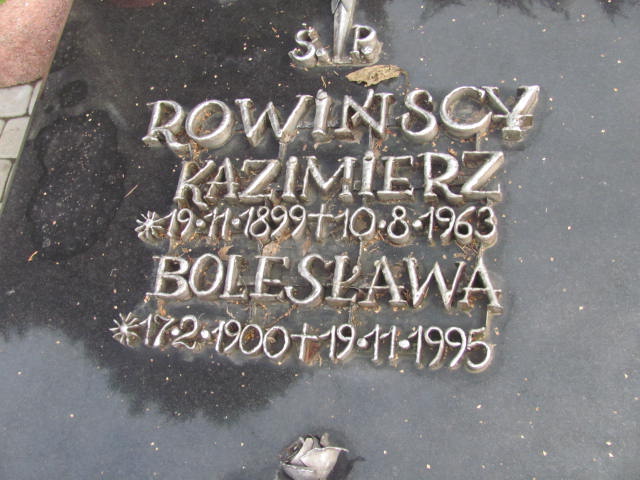 Ś.P.
ROWIŃSCY
KAZIMIERZ
*19·11·1899+10·8·1963
BOLESŁAWA
*17·2·1900+19·11·1995